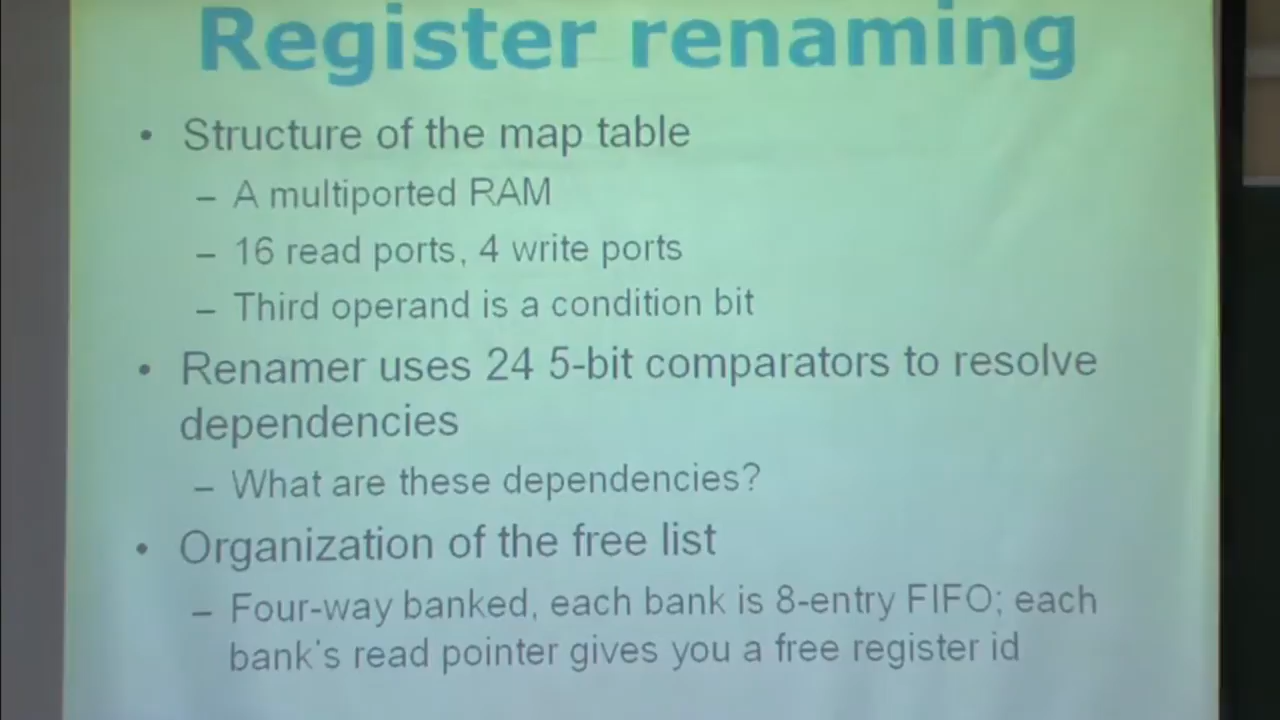 Register renaming
• Structure of the map table
– A multiported RAM
– 16 read ports, 4 write ports
– Third operand is a condition bit
• Renamer uses 24 5-bit comparators to resolve
dependencies
– What are these dependencies?
• Organization of the free list
– Four-way banked, each bank is 8-entry FIFO; each
bank's read pointer gives you a free register id